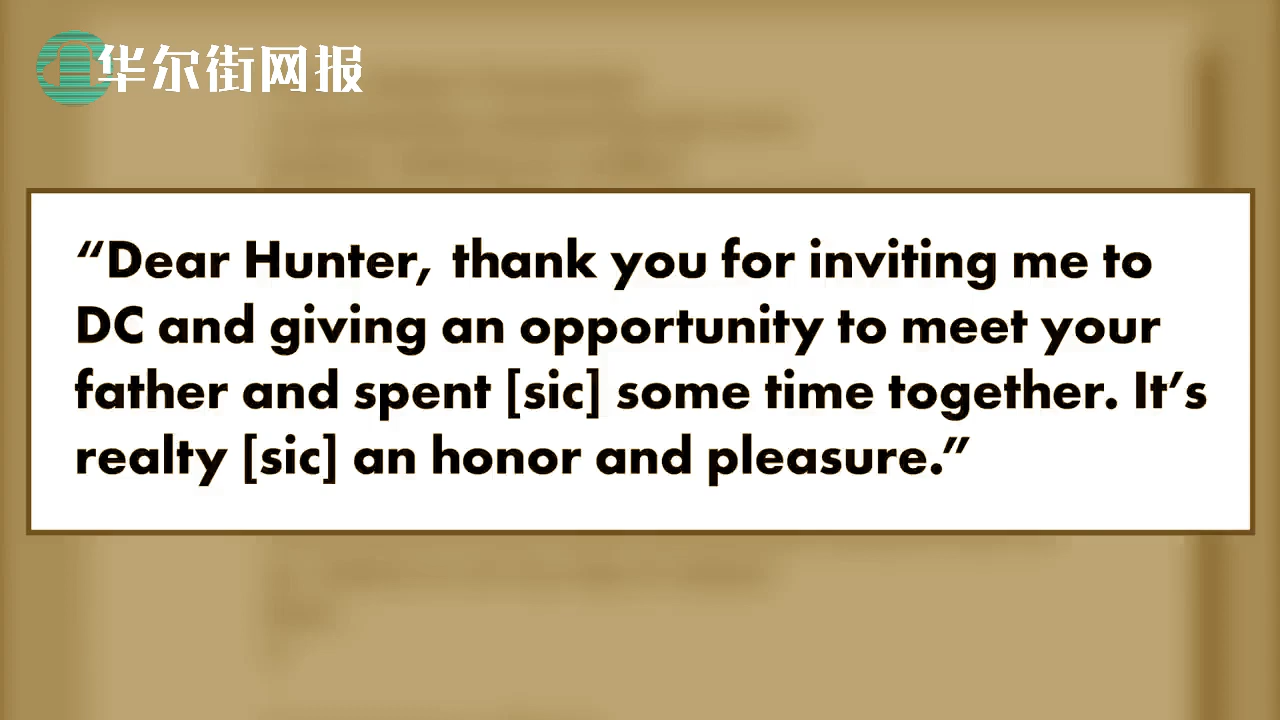 华尔街网报
“Dear Hunter, thank you for inviting me to
DC and giving an opportunity to meet your
father and spent [sic] some time together. It’s
realty [sic] an honor and pleasure.”